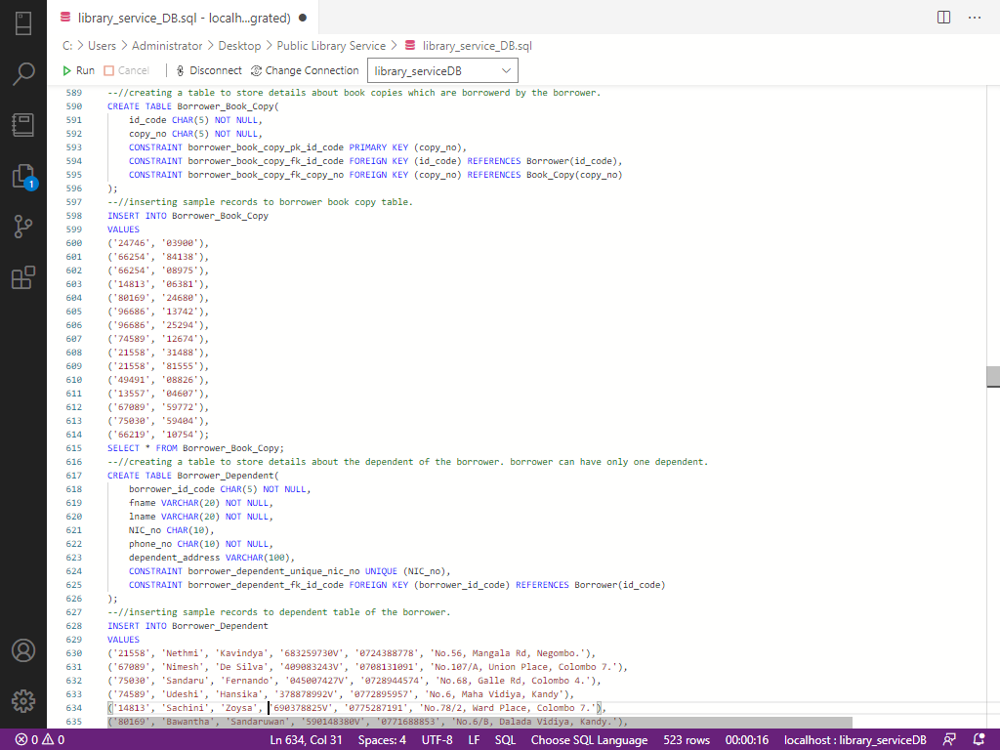 library_service_DB.sql - localh...grated) ●
C: > Users > Administrator > Desktop > Public Library Service > library_service_DB.sql
Run Cancel Disconnect Change Connection library_serviceDB
589 --//creating a table to store details about book copies which are borrowerd by the borrower.
590 CREATE TABLE Borrower_Book_Copy(
591 id_code CHAR(5) NOT NULL,
592 copy_no CHAR(5) NOT NULL,
593 CONSTRAINT borrower_book_copy_pk_id_code PRIMARY KEY (copy_no),
594 CONSTRAINT borrower_book_copy_fk_id_code FOREIGN KEY (id_code) REFERENCES Borrower(id_code),
595 CONSTRAINT borrower_book_copy_fk_copy_no FOREIGN KEY (copy_no) REFERENCES Book_Copy(copy_no)
596 );
597 --//inserting sample records to borrower book copy table.
598 INSERT INTO Borrower_Book_Copy
599 VALUES
600 ('24746', '03900'),
601 ('66254', '84138'),
602 ('66254', '08975'),
603 ('14813', '06381'),
604 ('80169', '24680'),
605 ('96686', '13742'),
606 ('96686', '25294'),
607 ('74589', '12674'),
608 ('21558', '31488'),
609 ('21558', '81555'),
610 ('49491', '08826'),
611 ('13557', '04607'),
612 ('67089', '59772'),
613 ('75030', '59404'),
614 ('66219', '10754');
615 SELECT * FROM Borrower_Book_Copy;
616 --//creating a table to store details about the dependent of the borrower. borrower can have only one dependent.
617 CREATE TABLE Borrower_Dependent(
618 borrower_id_code CHAR(5) NOT NULL,
619 fname VARCHAR(20) NOT NULL,
620 lname VARCHAR(20) NOT NULL,
621 NIC_no CHAR(10),
622 phone_no CHAR(10) NOT NULL,
623 dependent_address VARCHAR(100),
624 CONSTRAINT borrower_dependent_unique_nic_no UNIQUE (NIC_no),
625 CONSTRAINT borrower_dependent_fk_id_code FOREIGN KEY (borrower_id_code) REFERENCES Borrower(id_code)
626 );
627 --//inserting sample records to dependent table of the borrower.
628 INSERT INTO Borrower_Dependent
629 VALUES
630 ('21558', 'Nethmi', 'Kavindya', '683259730V', '0724388778', 'No.56, Mangala Rd, Negombo.'),
631 ('67089', 'Nimesh', 'De Silva', '409083243V', '0708131091', 'No.107/A, Union Place, Colombo 7.'),
632 ('75030', 'Sandaru', 'Fernando', '045007427V', '0728944574', 'No.68, Galle Rd, Colombo 4.'),
633 ('74589', 'Udeshi', 'Hansika', '378878992V', '0772895957', 'No.6, Maha Vidiya, Kandy'),
634 ('14813', 'Sachini', 'Zoysa', '690378825V', '0775287191', 'No.78/2, Ward Place, Colombo 7.'),
635 ('80169', 'Bawantha', 'Sandaruwan', '590148380V', '0771688853', 'No.6/B, Dalada Vidiya, Kandy.'),
1
0 0 Ln 634, Col 31 Spaces: 4 UTF-8 LF SQL Choose SQL Language 523 rows 00:00:16 localhost : library_serviceDB